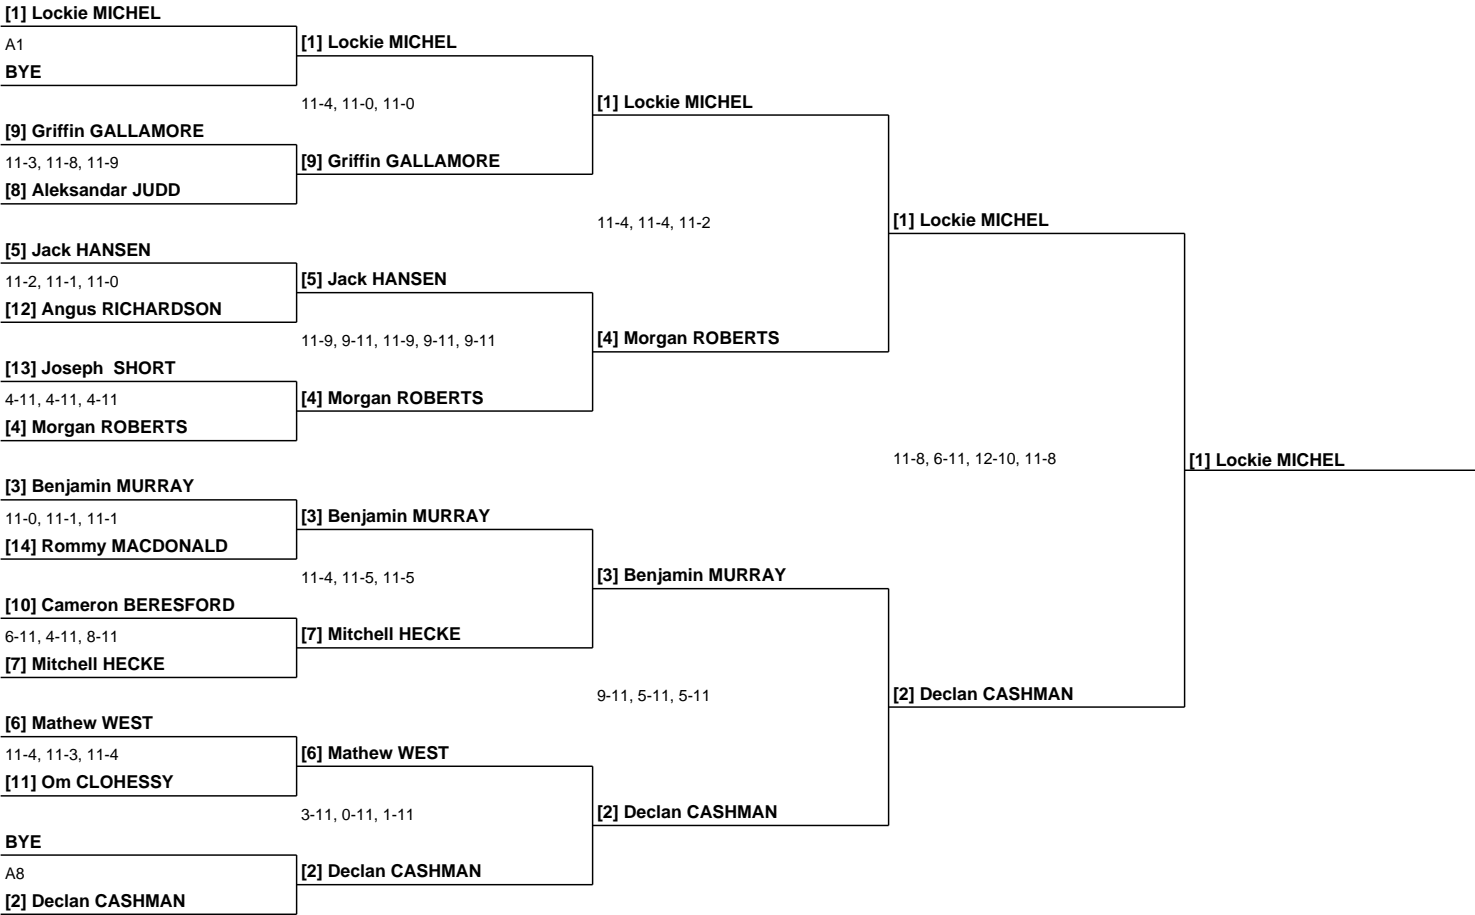 [1] Lockie MICHEL
A1
BYE
[9] Griffin GALLAMORE
11-3, 11-8, 11-9
[8] Aleksandar JUDD
[5] Jack HANSEN
11-2, 11-1, 11-0
[12] Angus RICHARDSON
[13] Joseph  SHORT
4-11, 4-11, 4-11
[4] Morgan ROBERTS
[3] Benjamin MURRAY
11-0, 11-1, 11-1
[14] Rommy MACDONALD
[10] Cameron BERESFORD
6-11, 4-11, 8-11
[7] Mitchell HECKE
[6] Mathew WEST
11-4, 11-3, 11-4
[11] Om CLOHESSY
BYE
A8
[2] Declan CASHMAN
[1] Lockie MICHEL
11-4, 11-0, 11-0
[9] Griffin GALLAMORE
[5] Jack HANSEN
11-9, 9-11, 11-9, 9-11, 9-11
[4] Morgan ROBERTS
[3] Benjamin MURRAY
11-4, 11-5, 11-5
[7] Mitchell HECKE
[6] Mathew WEST
3-11, 0-11, 1-11
[2] Declan CASHMAN
[1] Lockie MICHEL
11-4, 11-4, 11-2
[4] Morgan ROBERTS
[3] Benjamin MURRAY
9-11, 5-11, 5-11
[2] Declan CASHMAN
[1] Lockie MICHEL
11-8, 6-11, 12-10, 11-8
[2] Declan CASHMAN
[1] Lockie MICHEL